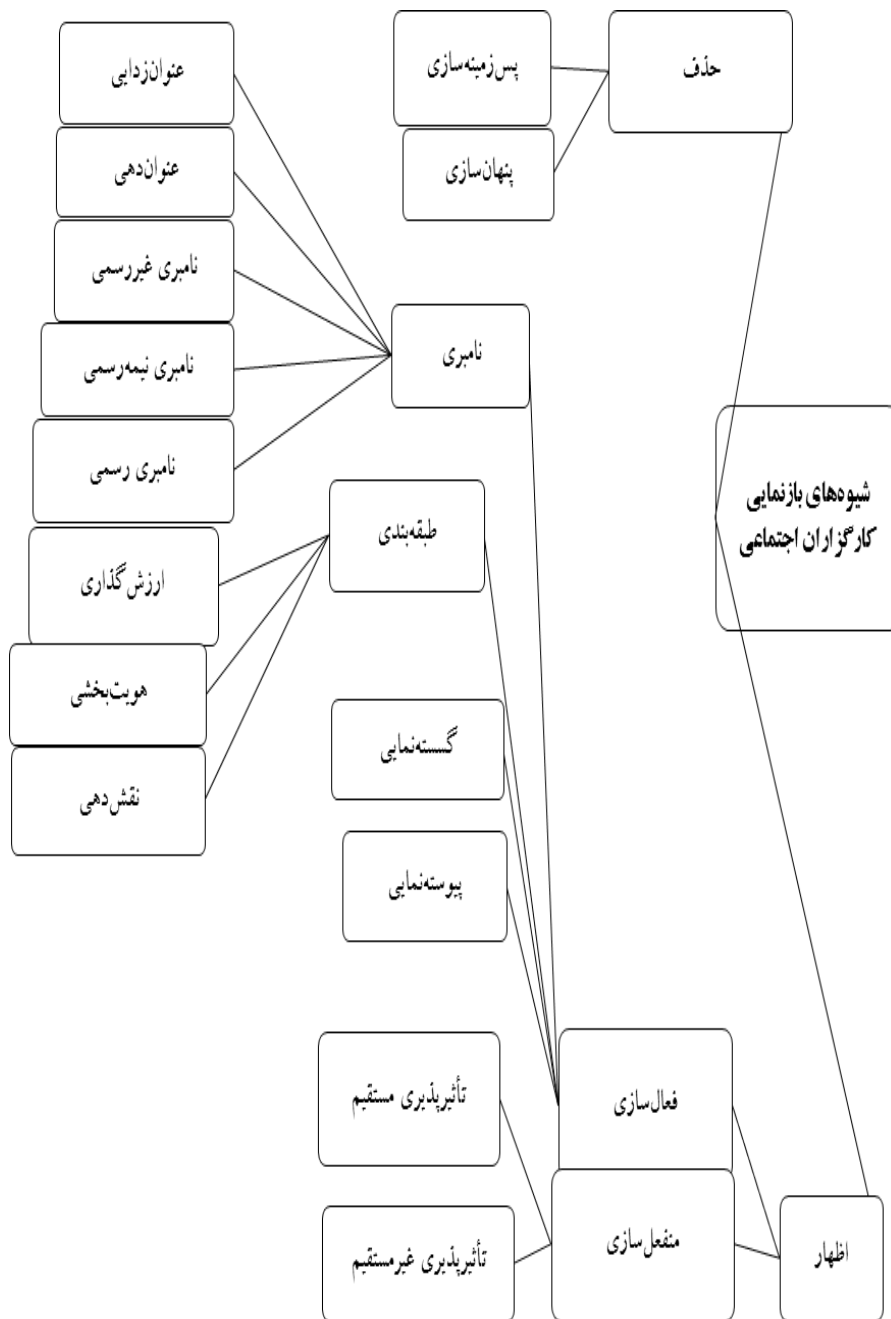 شیوه‌های بازنمایی
کارگزاران اجتماعی
حذف
پس‌زمینه‌سازی
پنهان‌سازی
اظهار
فعال‌سازی
نامبری
عنوان‌زدایی
عنوان‌دهی
نامبری غیررسمی
نامبری نیمه‌رسمی
نامبری رسمی
طبقه‌بندی
ارزش‌گذاری
هویت‌بخشی
نقش‌دهی
گسسته‌نمایی
پیوسته‌نمایی
منفعل‌سازی
تأثیرپذیری مستقیم
تأثیرپذیری غیرمستقیم